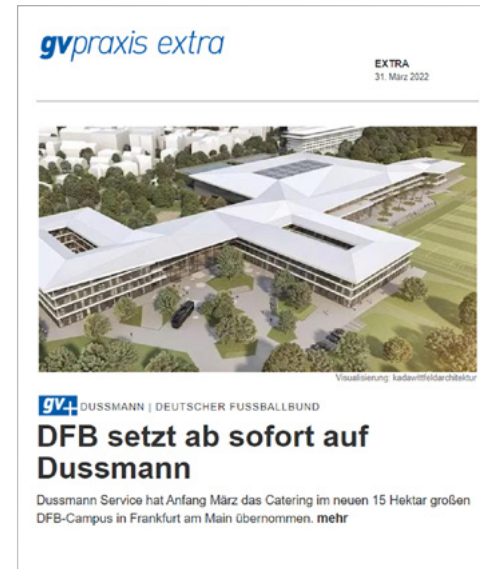 gvpraxis extra
EXTRA
31. März 2022
Visualisierung: kadawittfeldarchitektur
gv+ DUSSMANN | DEUTSCHER FUSSBALLBUND
DFB setzt ab sofort auf
Dussmann
Dussmann Service hat Anfang März das Catering im neuen 15 Hektar großen
DFB-Campus in Frankfurt am Main übernommen. mehr